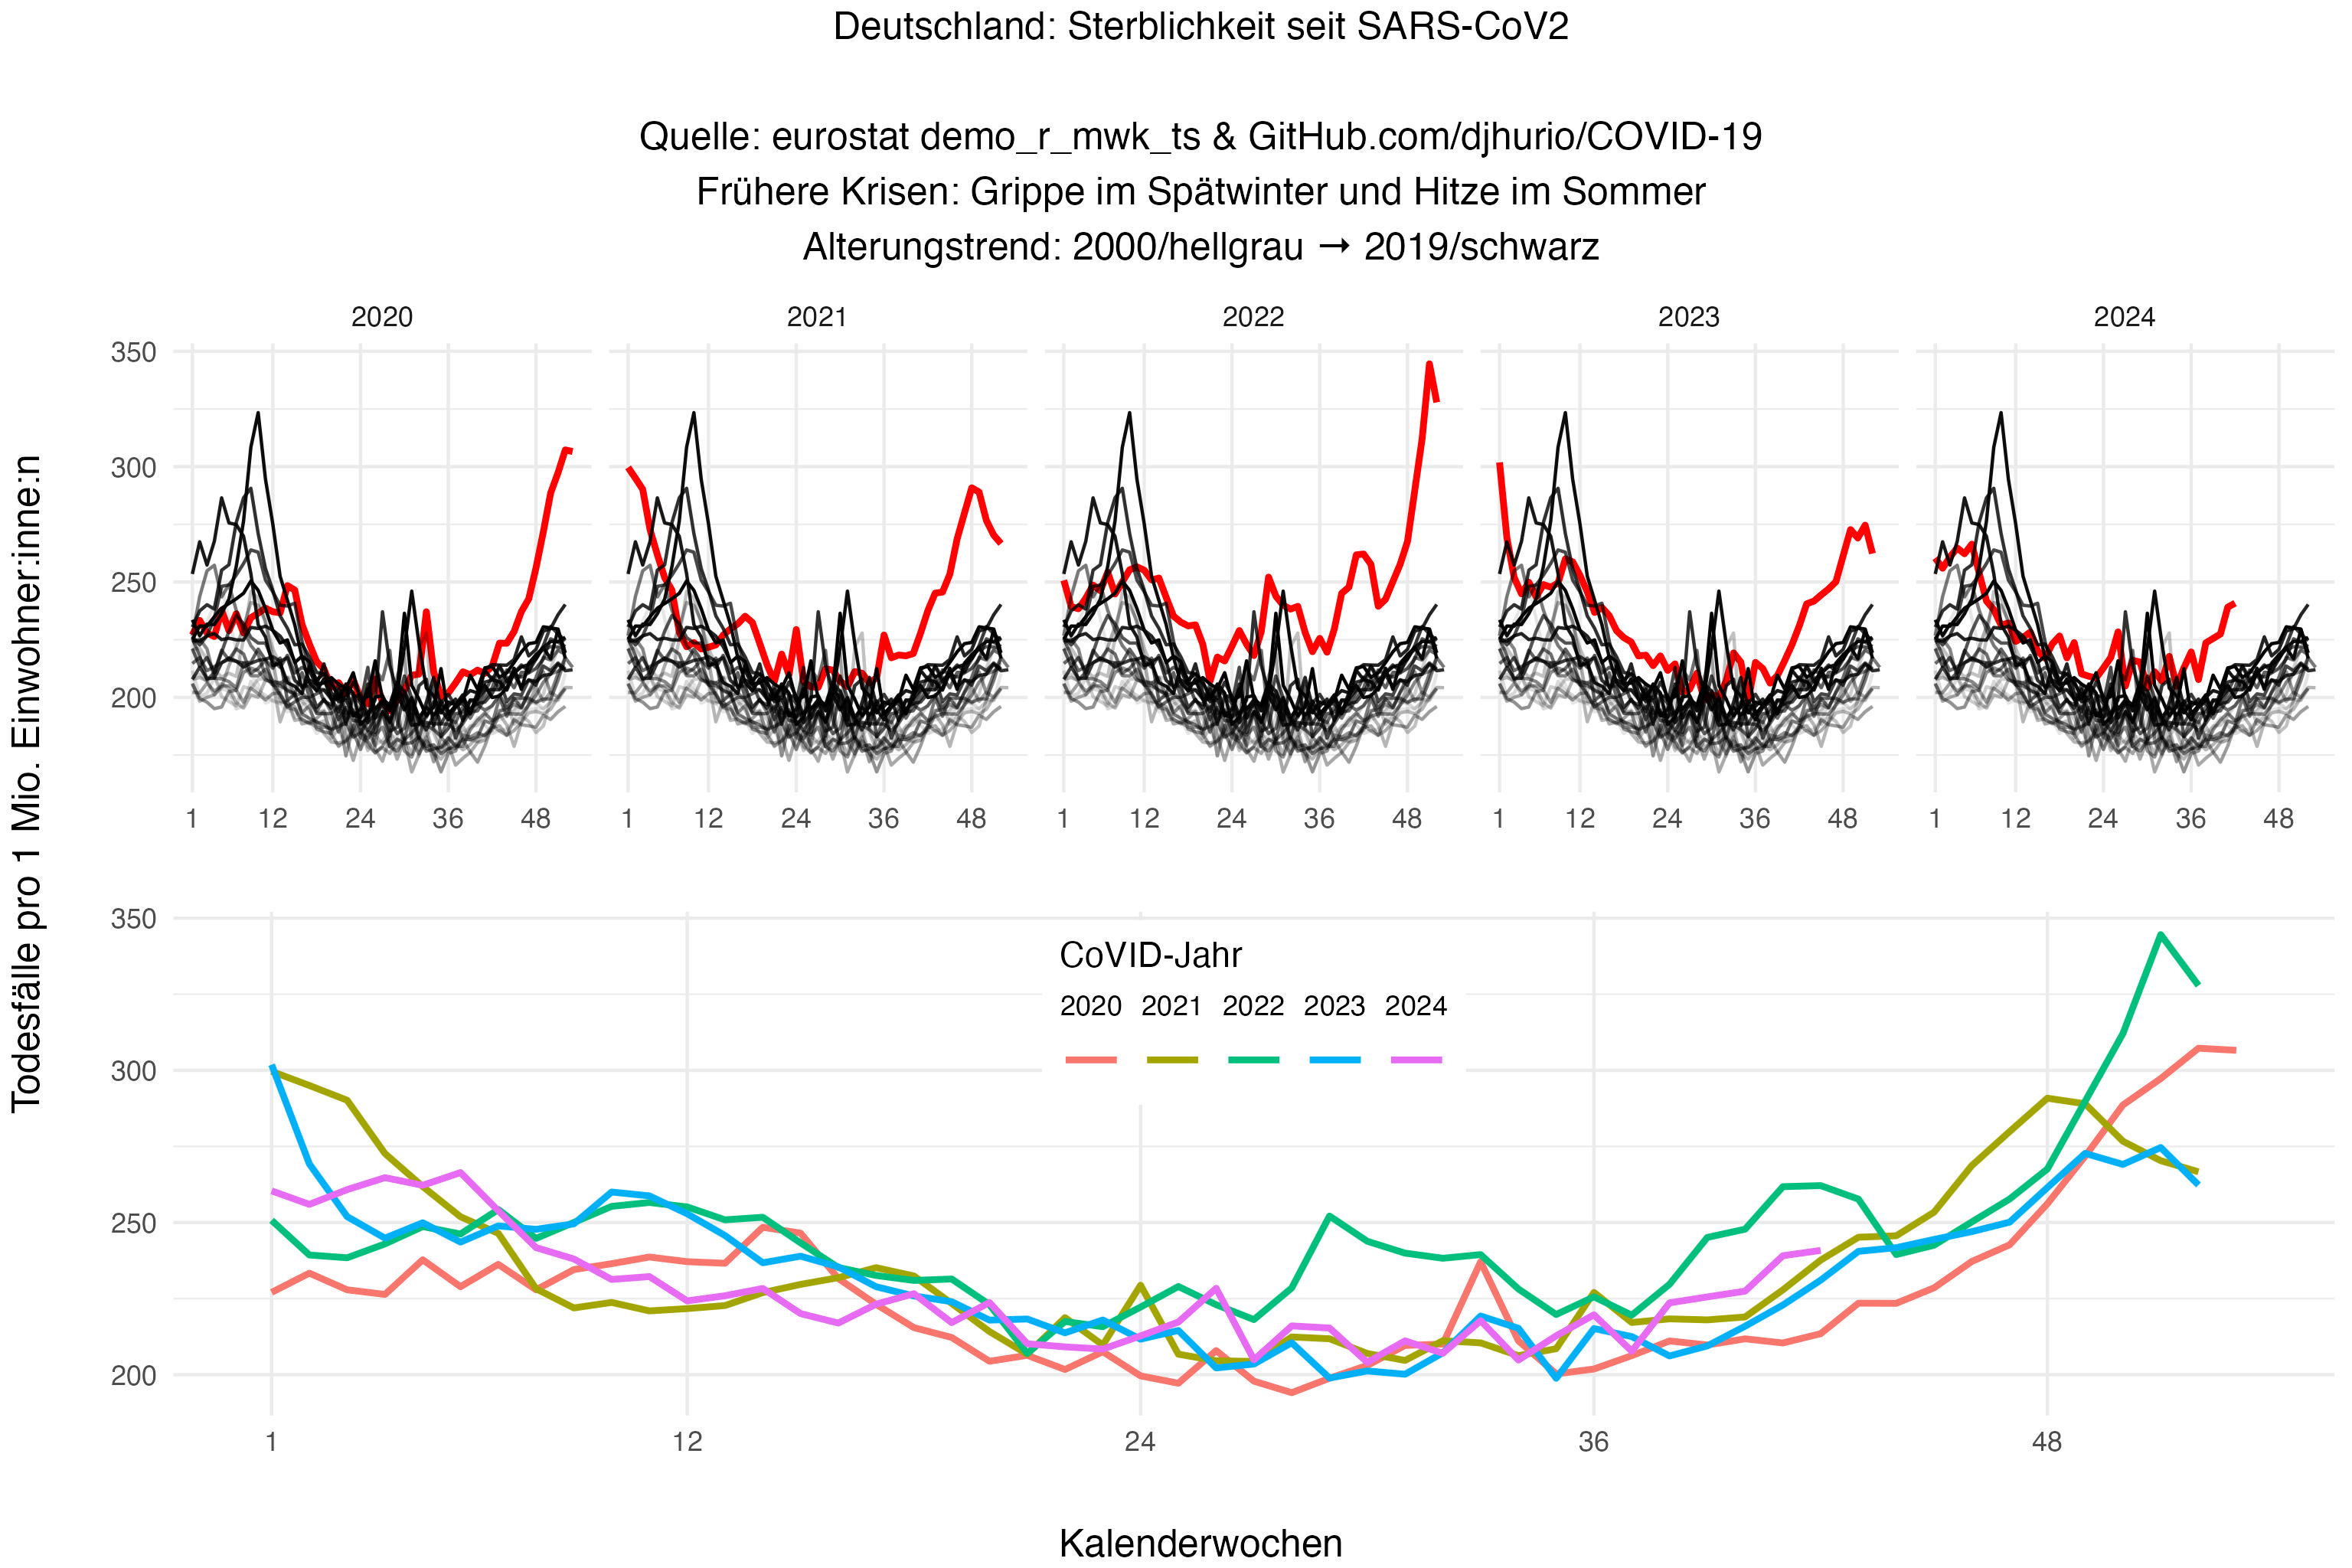 Deutschland: Sterblichkeit seit SARS-CoV2
Quelle: eurostat demo_r_mwk_ts & GitHub.com/djhurio/COVID-19
Frühere Krisen: Grippe im Spätwinter und Hitze im Sommer
Alterungstrend: 2000/hellgrau → 2019/schwarz
Todesfälle pro 1 Mio. Einwohner:inne:n
2020 2021 2022 2023 2024
350
300
250
200
1 12 24 36 48 1 12 24 36 48 1 12 24 36 48 1 12 24 36 48 1 12 24 36 48
350
300
250
200
CoVID-Jahr
2020 2021 2022 2023 2024
1 12 24 36 48
Kalenderwochen